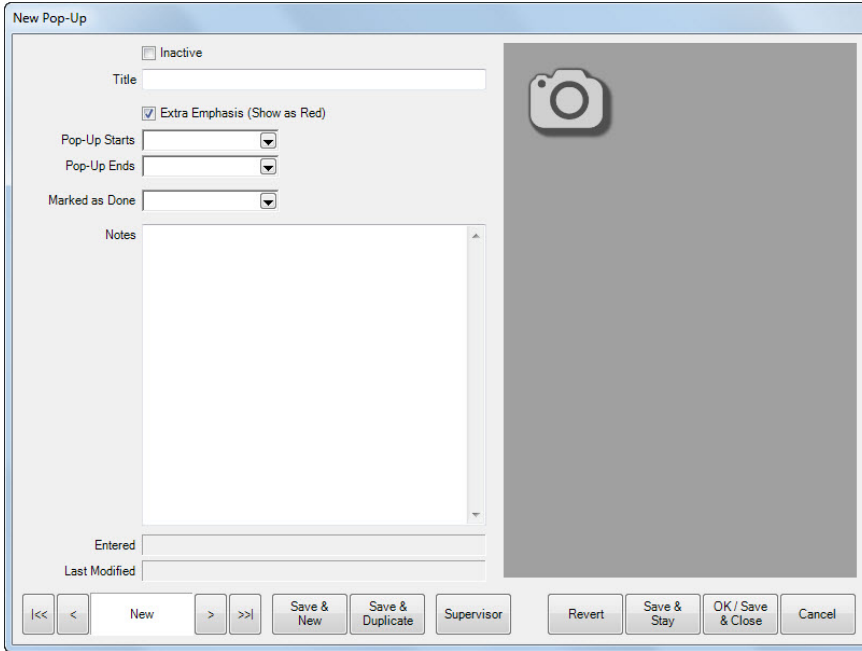 New Pop-Up
Inactive
Title
Extra Emphasis (Show as Red)
Pop-Up Starts
Pop-Up Ends
Marked as Done
Notes
Entered
Last Modified
|<<
<
New
>
>>|
Save &
New
Save &
Duplicate
Supervisor
Revert
Save &
Stay
OK / Save
& Close
Cancel